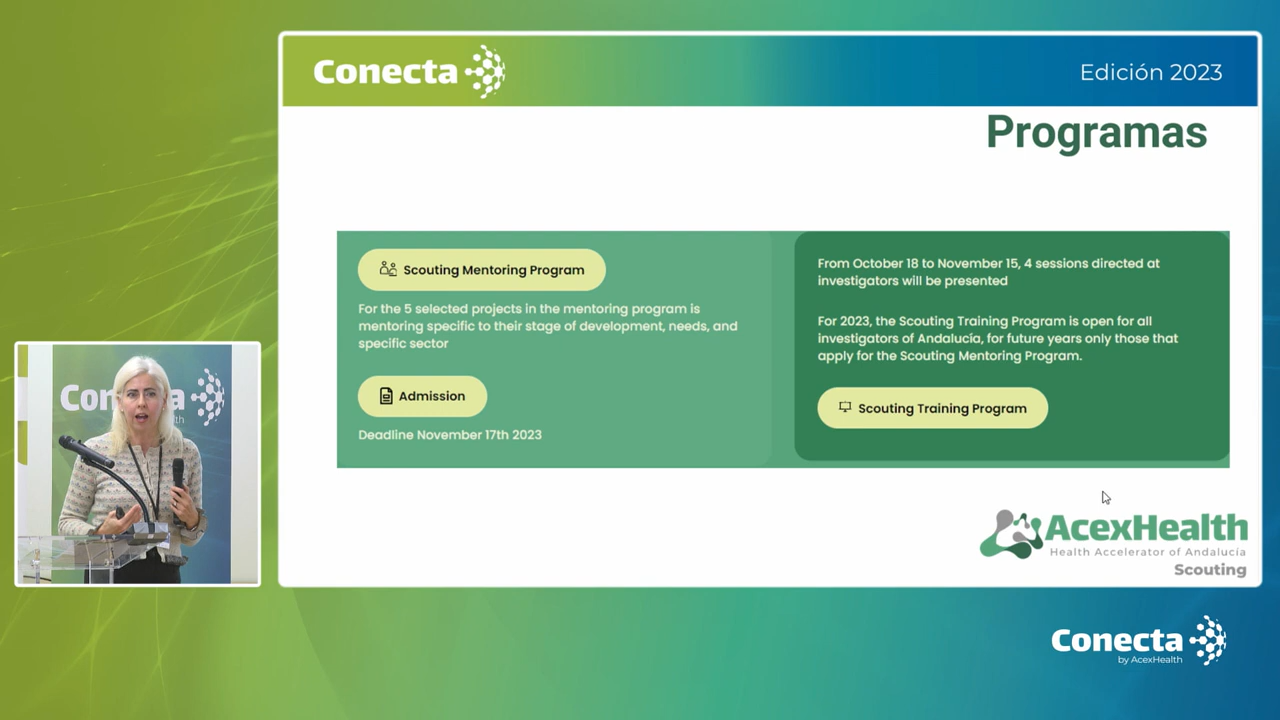 Conecta
Edición 2023
Programas
Scouting Mentoring Program
For the 5 selected projects in the mentoring program is
mentoring specific to their stage of development, needs, and
specific sector
Admission
Deadline November 17th 2023
From October 18 to November 15, 4 sessions directed at
investigators will be presented
For 2023, the Scouting Training Program is open for all
investigators of Andalucía, for future years only those that
apply for the Scouting Mentoring Program.
Scouting Training Program
AcexHealth
Health Accelerator of Andalucía
Scouting
Con a
lth
Conecta
by AcexHealth